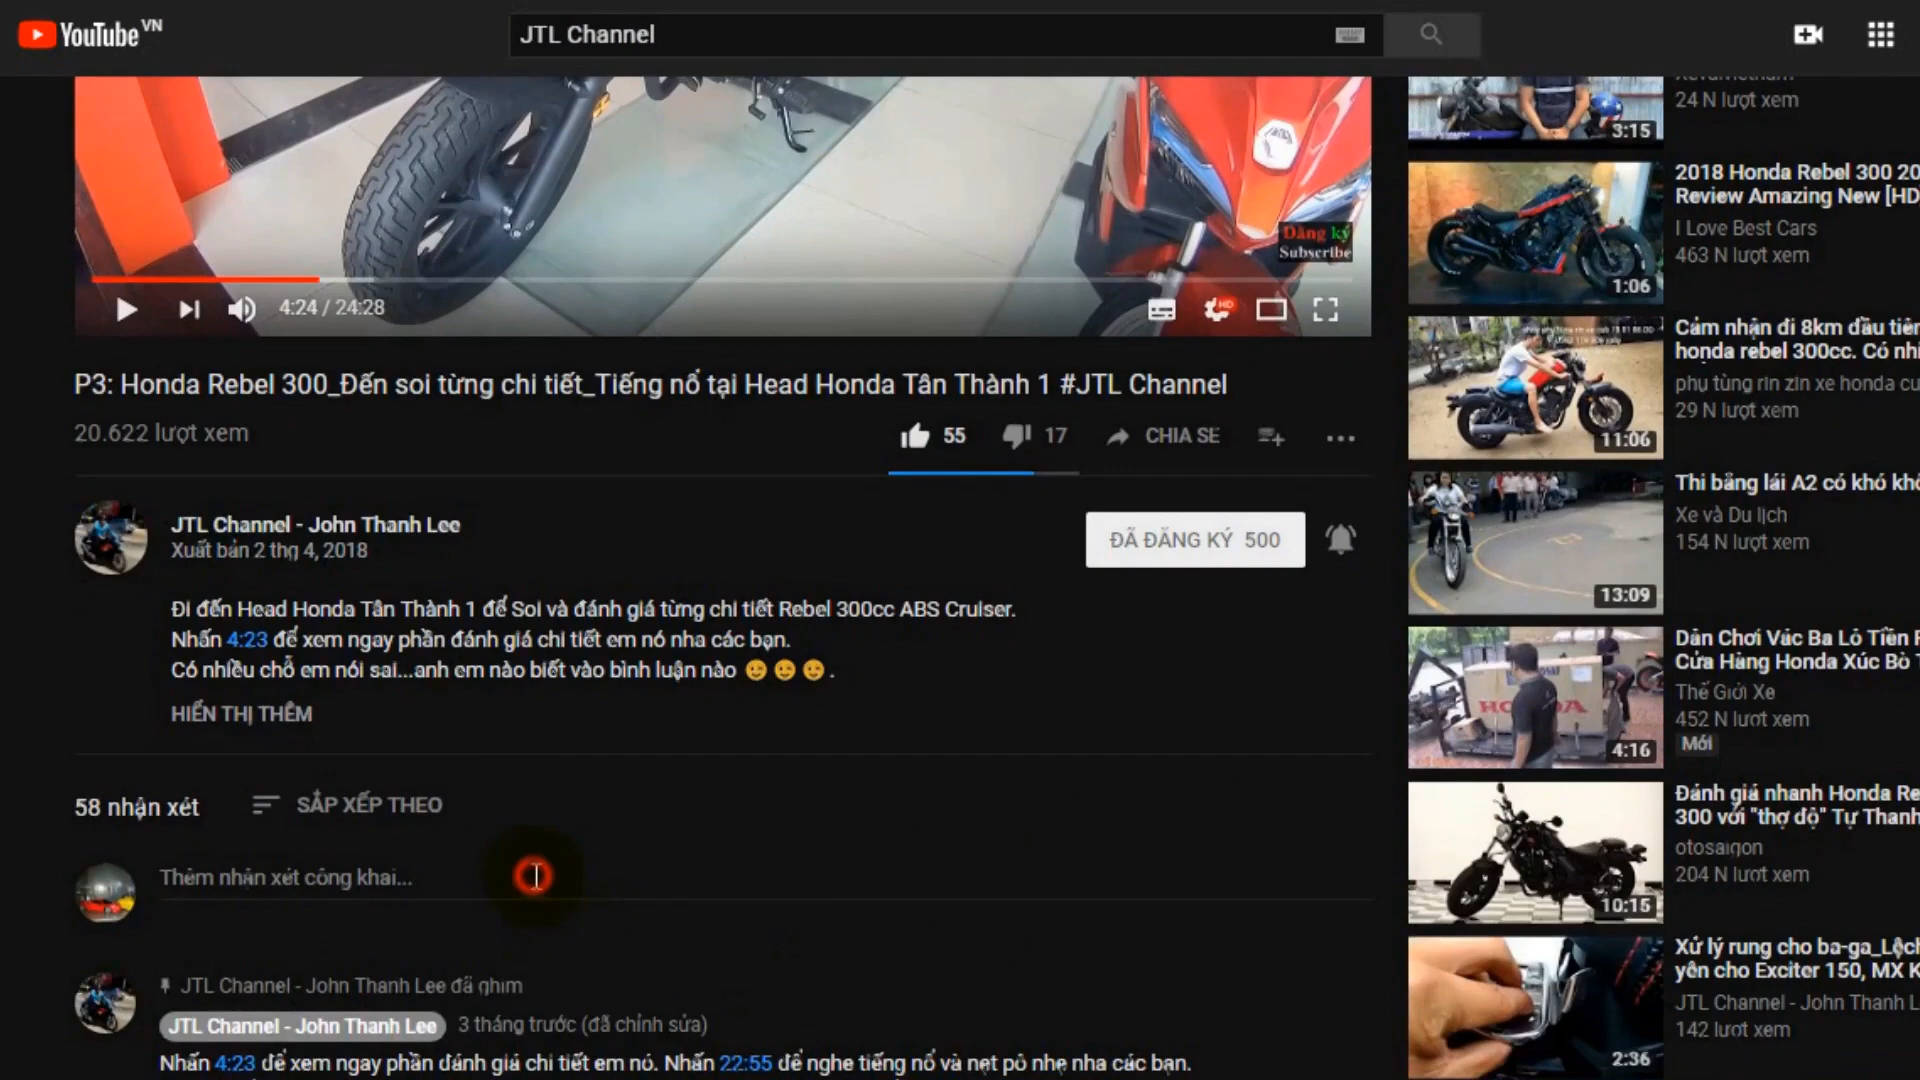 YouTube VN
JTL Channel
Đăng ký
Subscribe
4:24 / 24:28
HD
P3: Honda Rebel 300_Đến soi từng chi tiết_Tiếng nổ tại Head Honda Tân Thành 1 #JTL Channel
20.622 lượt xem
55
17
CHIA SẺ
JTL Channel - John Thanh Lee
Xuất bản 2 thg 4, 2018
ĐÃ ĐĂNG KÝ 500
Đi đến Head Honda Tân Thành 1 để Soi và đánh giá từng chi tiết Rebel 300cc ABS Cruiser.
Nhấn 4:23 để xem ngay phần đánh giá chi tiết em nó nha các bạn.
Có nhiều chỗ em nói sai...anh em nào biết vào bình luận nào 😉 😉 😉 .
HIỂN THỊ THÊM
58 nhận xét
SẮP XẾP THEO
Thêm nhận xét công khai...
JTL Channel - John Thanh Lee đã ghim
JTL Channel - John Thanh Lee 3 tháng trước (đã chỉnh sửa)
Nhấn 4:23 để xem ngay phần đánh giá chi tiết em nó. Nhấn 22:55 để nghe tiếng nổ và nẹt pô nhẹ nha các bạn.
24 N lượt xem
3:15
2018 Honda Rebel 300 20
Review Amazing New [HD
I Love Best Cars
463 N lượt xem
1:06
Cảm nhận đi 8km đầu tiên
honda rebel 300cc. Có nhi
phụ tùng rin zin xe honda cu
29 N lượt xem
11:06
Thi bằng lái A2 có khó khô
Xe và Du lịch
154 N lượt xem
13:09
Dân Chơi Vác Ba Lô Tiền
Cửa Hàng Honda Xúc Bò
Thế Giới Xe
452 N lượt xem
Mới
HONDA
4:16
Đánh giá nhanh Honda Re
300 với "thợ độ" Tự Thanh
otosaigon
204 N lượt xem
10:15
Xử lý rung cho ba-ga_Lệch
yên cho Exciter 150, MX K
JTL Channel - John Thanh L
142 lượt xem
2:36